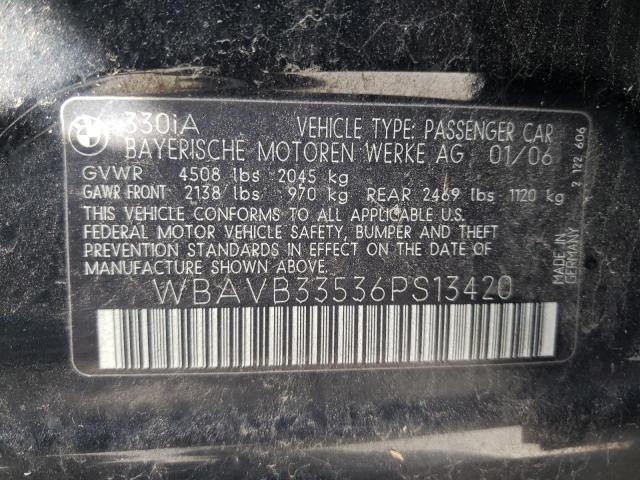 BMW
330iA VEHICLE TYPE: PASSENGER CAR
BAYERISCHE MOTOREN WERKE AG 01/06
GVWR 4508 lbs 2045 kg
GAWR FRONT 2138 lbs 970 kg REAR 2469 lbs 1120 kg
THIS VEHICLE CONFORMS TO ALL APPLICABLE U.S.
FEDERAL MOTOR VEHICLE SAFETY, BUMPER AND THEFT
PREVENTION STANDARDS IN EFFECT ON THE DATE OF
MANUFACTURE SHOWN ABOVE.
WBAVB33536PS13420
2 122 606
MADE IN
GERMANY